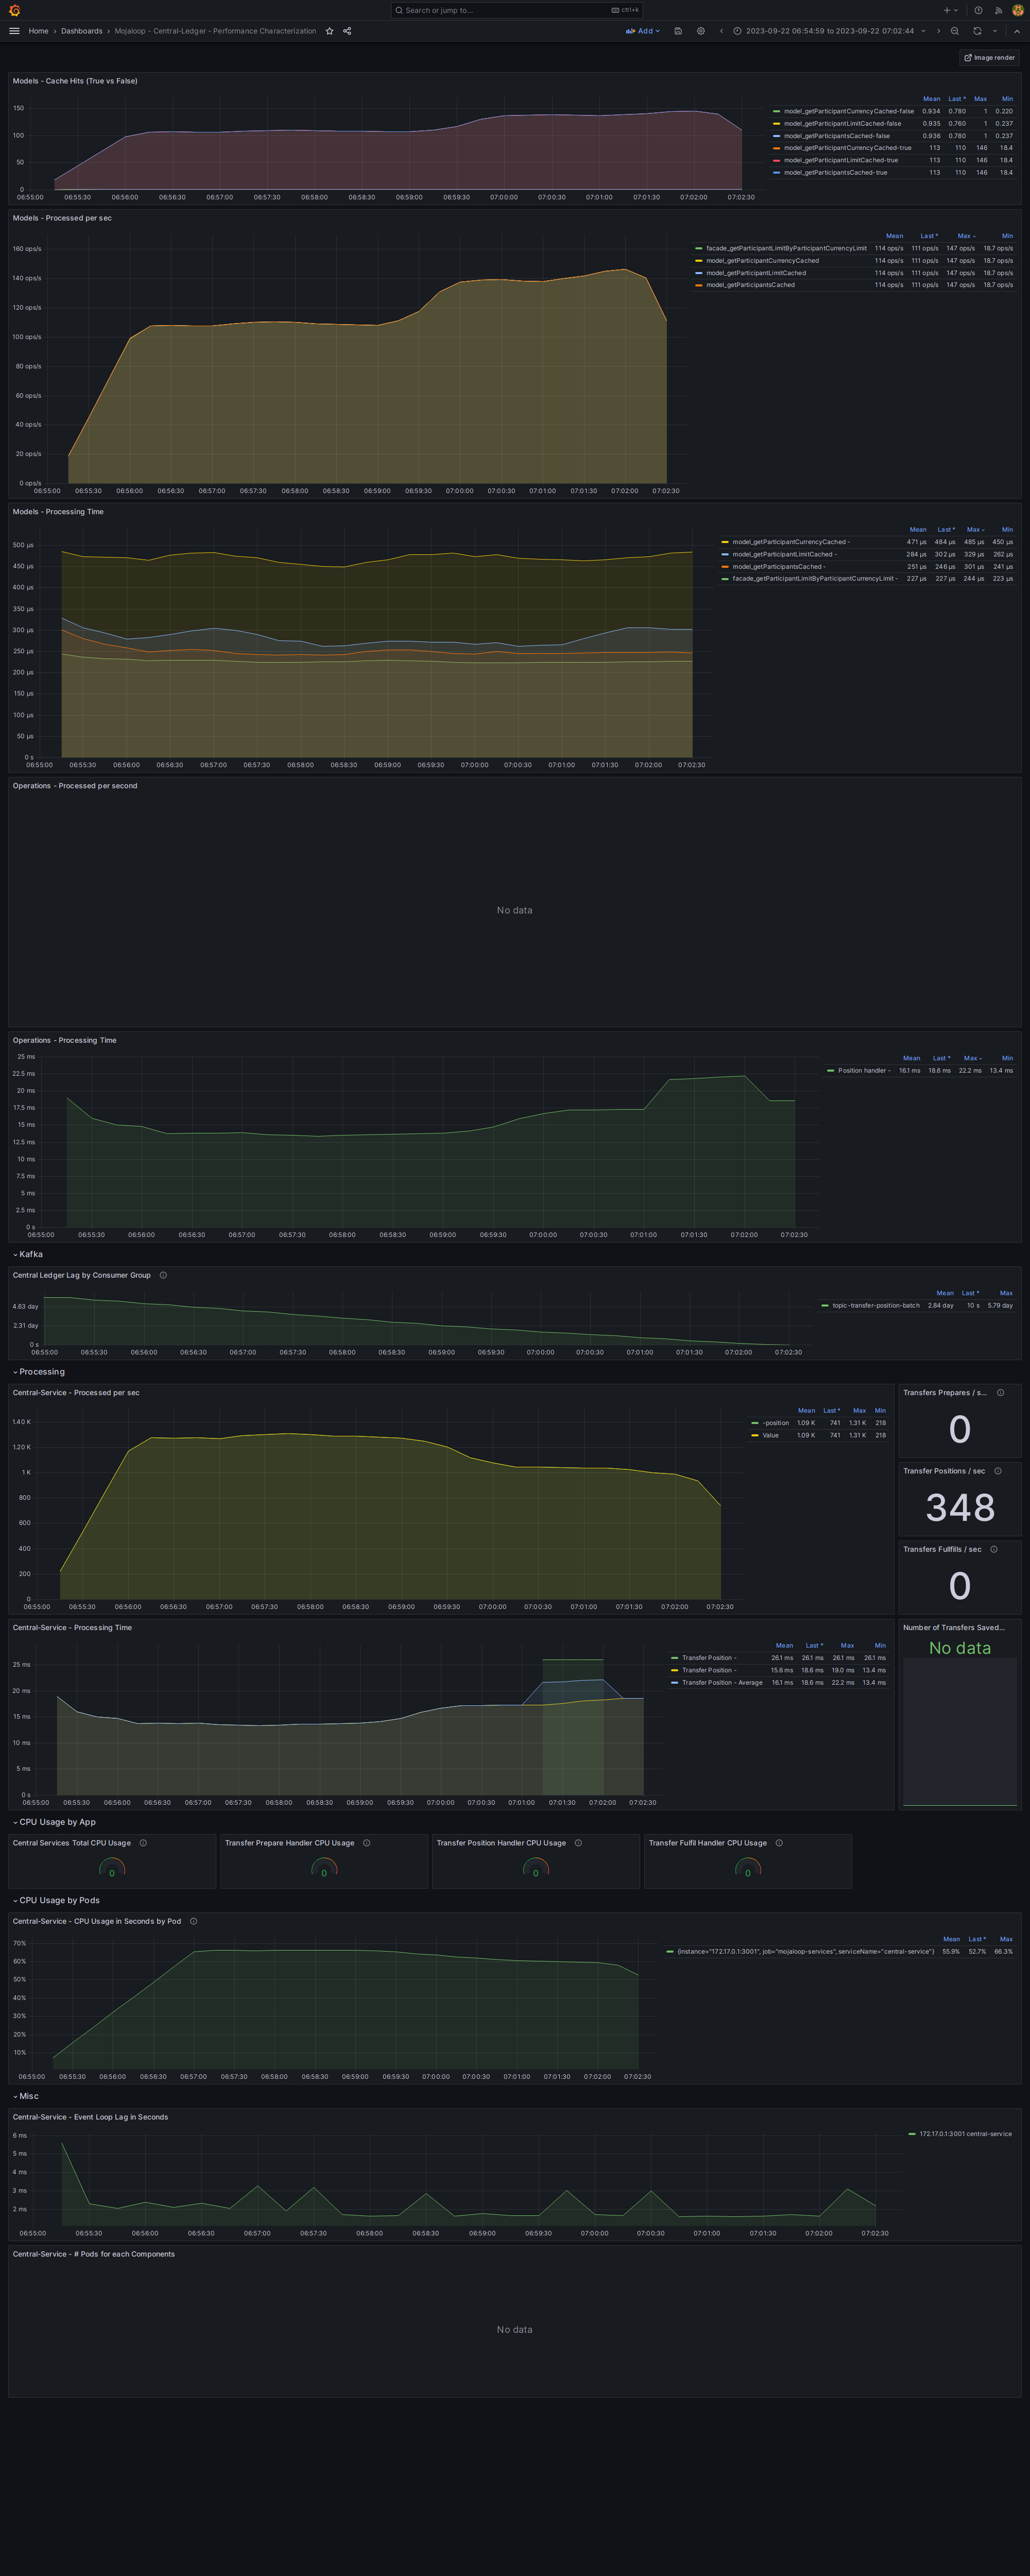 Search or jump to...
ctrl+k
Home › Dashboards › Mojaloop - Central-Ledger - Performance Characterization
Add
2023-09-22 06:54:59 to 2023-09-22 07:02:44
Image render
Models - Cache Hits (True vs False)
150
100
50
0
06:55:00 06:55:30 06:56:00 06:56:30 06:57:00 06:57:30 06:58:00 06:58:30 06:59:00 06:59:30 07:00:00 07:00:30 07:01:00 07:01:30 07:02:00 07:02:30
Mean Last * Max Min
model_getParticipantCurrencyCached-false 0.934 0.780 1 0.220
model_getParticipantLimitCached-false 0.935 0.760 1 0.237
model_getParticipantsCached-false 0.936 0.780 1 0.237
model_getParticipantCurrencyCached-true 113 110 146 18.4
model_getParticipantLimitCached-true 113 110 146 18.4
model_getParticipantsCached-true 113 110 146 18.4
Models - Processed per sec
160 ops/s
140 ops/s
120 ops/s
100 ops/s
80 ops/s
60 ops/s
40 ops/s
20 ops/s
0 ops/s
06:55:00 06:55:30 06:56:00 06:56:30 06:57:00 06:57:30 06:58:00 06:58:30 06:59:00 06:59:30 07:00:00 07:00:30 07:01:00 07:01:30 07:02:00 07:02:30
Mean Last * Max Min
facade_getParticipantLimitByParticipantCurrencyLimit 114 ops/s 111 ops/s 147 ops/s 18.7 ops/s
model_getParticipantCurrencyCached 114 ops/s 111 ops/s 147 ops/s 18.7 ops/s
model_getParticipantLimitCached 114 ops/s 111 ops/s 147 ops/s 18.7 ops/s
model_getParticipantsCached 114 ops/s 111 ops/s 147 ops/s 18.7 ops/s
Models - Processing Time
500 µs
450 µs
400 µs
350 µs
300 µs
250 µs
200 µs
150 µs
100 µs
50 µs
0 s
06:55:00 06:55:30 06:56:00 06:56:30 06:57:00 06:57:30 06:58:00 06:58:30 06:59:00 06:59:30 07:00:00 07:00:30 07:01:00 07:01:30 07:02:00 07:02:30
Mean Last * Max Min
model_getParticipantCurrencyCached - 471 µs 484 µs 485 µs 450 µs
model_getParticipantLimitCached - 284 µs 302 µs 329 µs 262 µs
model_getParticipantsCached - 251 µs 246 µs 301 µs 241 µs
facade_getParticipantLimitByParticipantCurrencyLimit - 227 µs 227 µs 244 µs 223 µs
Operations - Processed per second
No data
Operations - Processing Time
25 ms
22.5 ms
20 ms
17.5 ms
15 ms
12.5 ms
10 ms
7.5 ms
5 ms
2.5 ms
0 s
06:55:00 06:55:30 06:56:00 06:56:30 06:57:00 06:57:30 06:58:00 06:58:30 06:59:00 06:59:30 07:00:00 07:00:30 07:01:00 07:01:30 07:02:00 07:02:30
Mean Last * Max Min
Position handler - 16.1 ms 18.6 ms 22.2 ms 13.4 ms
Kafka
Central Ledger Lag by Consumer Group
4.63 day
2.31 day
0 s
06:55:00 06:55:30 06:56:00 06:56:30 06:57:00 06:57:30 06:58:00 06:58:30 06:59:00 06:59:30 07:00:00 07:00:30 07:01:00 07:01:30 07:02:00 07:02:30
Mean Last * Max
topic-transfer-position-batch 2.84 day 10 s 5.79 day
Processing
Central-Service - Processed per sec
1.40 K
1.20 K
1 K
800
600
400
200
0
06:55:00 06:55:30 06:56:00 06:56:30 06:57:00 06:57:30 06:58:00 06:58:30 06:59:00 06:59:30 07:00:00 07:00:30 07:01:00 07:01:30 07:02:00 07:02:30
Mean Last * Max Min
-position 1.09 K 741 1.31 K 218
Value 1.09 K 741 1.31 K 218
Transfers Prepares / s...
0
Transfer Positions / sec
348
Transfers Fullfills / sec
0
Central-Service - Processing Time
25 ms
20 ms
15 ms
10 ms
5 ms
0 s
06:55:00 06:55:30 06:56:00 06:56:30 06:57:00 06:57:30 06:58:00 06:58:30 06:59:00 06:59:30 07:00:00 07:00:30 07:01:00 07:01:30 07:02:00 07:02:30
Mean Last * Max Min
Transfer Position - 26.1 ms 26.1 ms 26.1 ms 26.1 ms
Transfer Position - 15.6 ms 18.6 ms 19.0 ms 13.4 ms
Transfer Position - Average 16.1 ms 18.6 ms 22.2 ms 13.4 ms
Number of Transfers Saved...
No data
CPU Usage by App
Central Services Total CPU Usage
0
Transfer Prepare Handler CPU Usage
0
Transfer Position Handler CPU Usage
0
Transfer Fulfil Handler CPU Usage
0
CPU Usage by Pods
Central-Service - CPU Usage in Seconds by Pod
70%
60%
50%
40%
30%
20%
10%
06:55:00 06:55:30 06:56:00 06:56:30 06:57:00 06:57:30 06:58:00 06:58:30 06:59:00 06:59:30 07:00:00 07:00:30 07:01:00 07:01:30 07:02:00 07:02:30
Mean Last * Max
{instance="172.17.0.1:3001", job="mojaloop-services", serviceName="central-service"} 55.9% 52.7% 66.3%
Misc
Central-Service - Event Loop Lag in Seconds
6 ms
5 ms
4 ms
3 ms
2 ms
06:55:00 06:55:30 06:56:00 06:56:30 06:57:00 06:57:30 06:58:00 06:58:30 06:59:00 06:59:30 07:00:00 07:00:30 07:01:00 07:01:30 07:02:00 07:02:30
172.17.0.1:3001 central-service
Central-Service - # Pods for each Components
No data